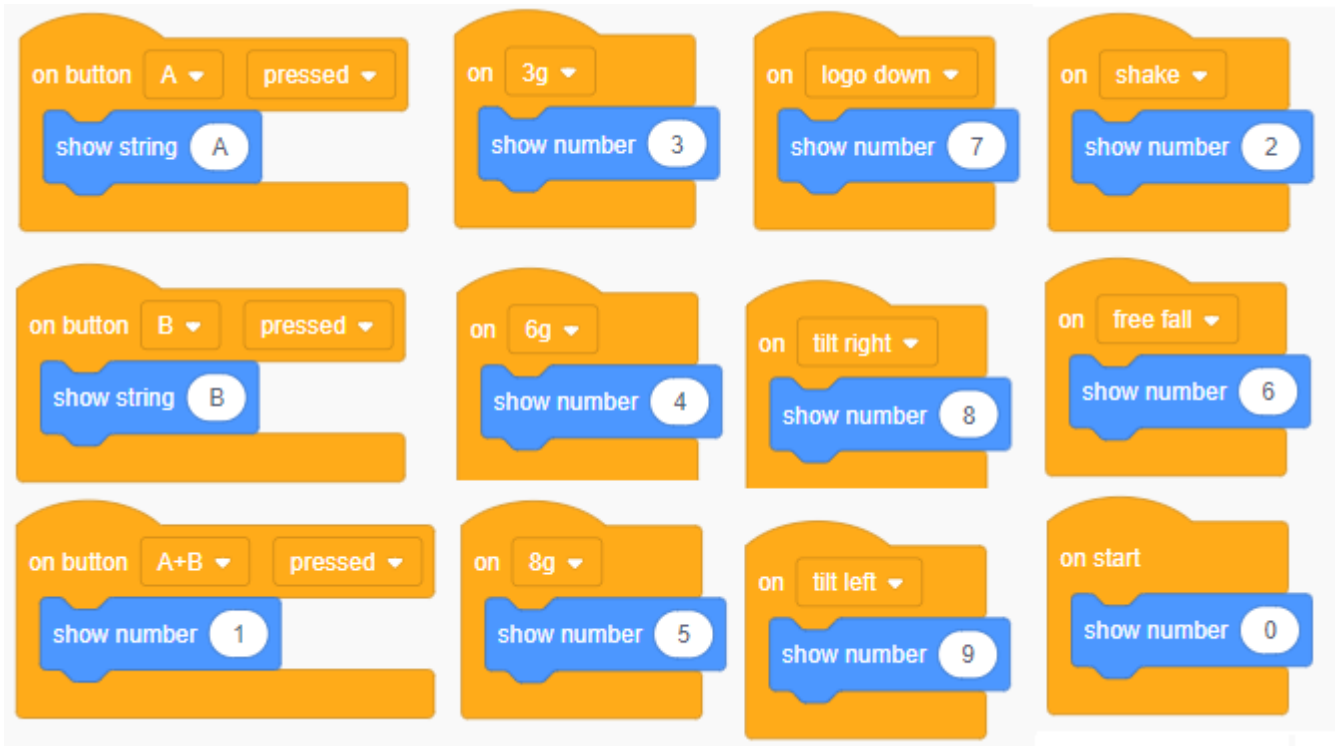 on button A pressed
show string A
on 3g
show number 3
on logo down
show number 7
on shake
show number 2
on button B pressed
show string B
on 6g
show number 4
on tilt right
show number 8
on free fall
show number 6
on button A+B pressed
show number 1
on 8g
show number 5
on tilt left
show number 9
on start
show number 0